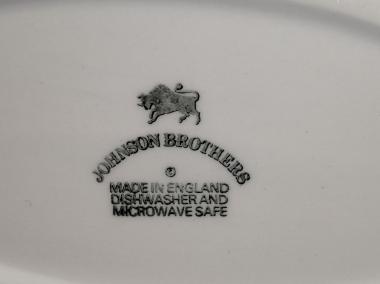 JOHNSON BROTHERS
©
MADE IN ENGLAND
DISHWASHER AND
MICROWAVE SAFE